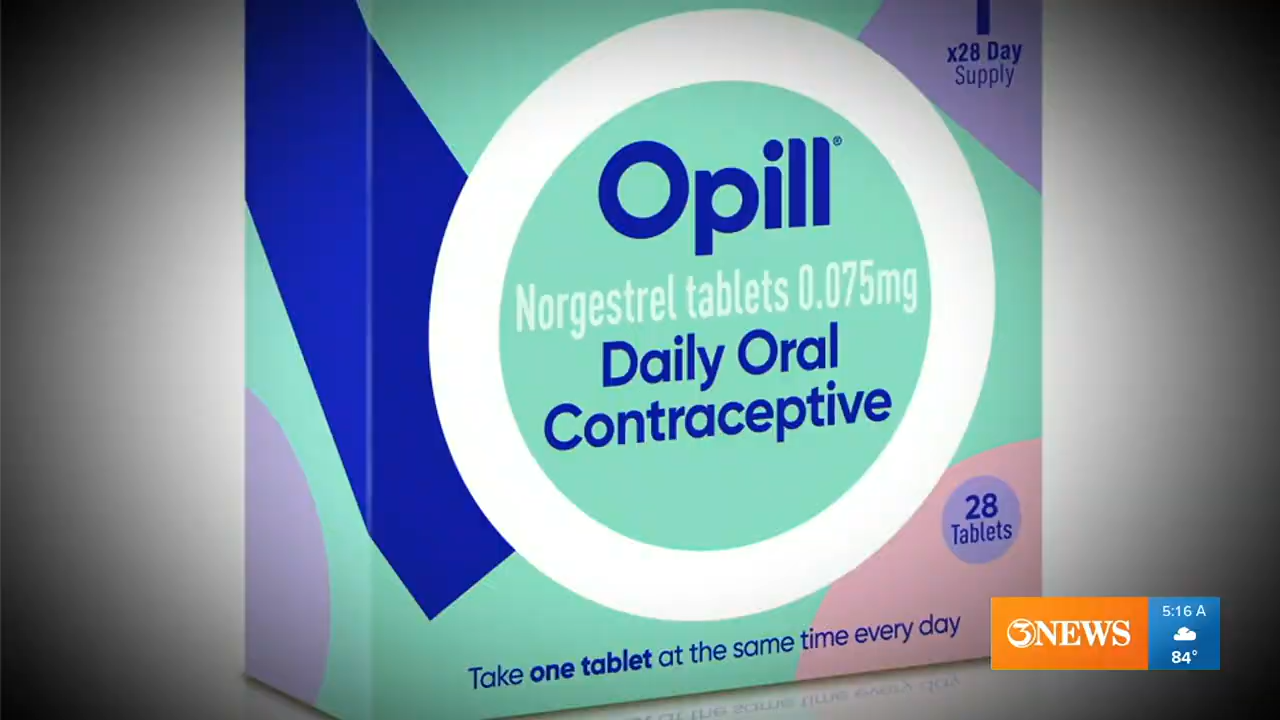 x28 Day
Supply
Opill®
Norgestrel tablets 0.075mg
Daily Oral
Contraceptive
28
Tablets
Take one tablet at the same time every day
3NEWS
5:16 A
84°